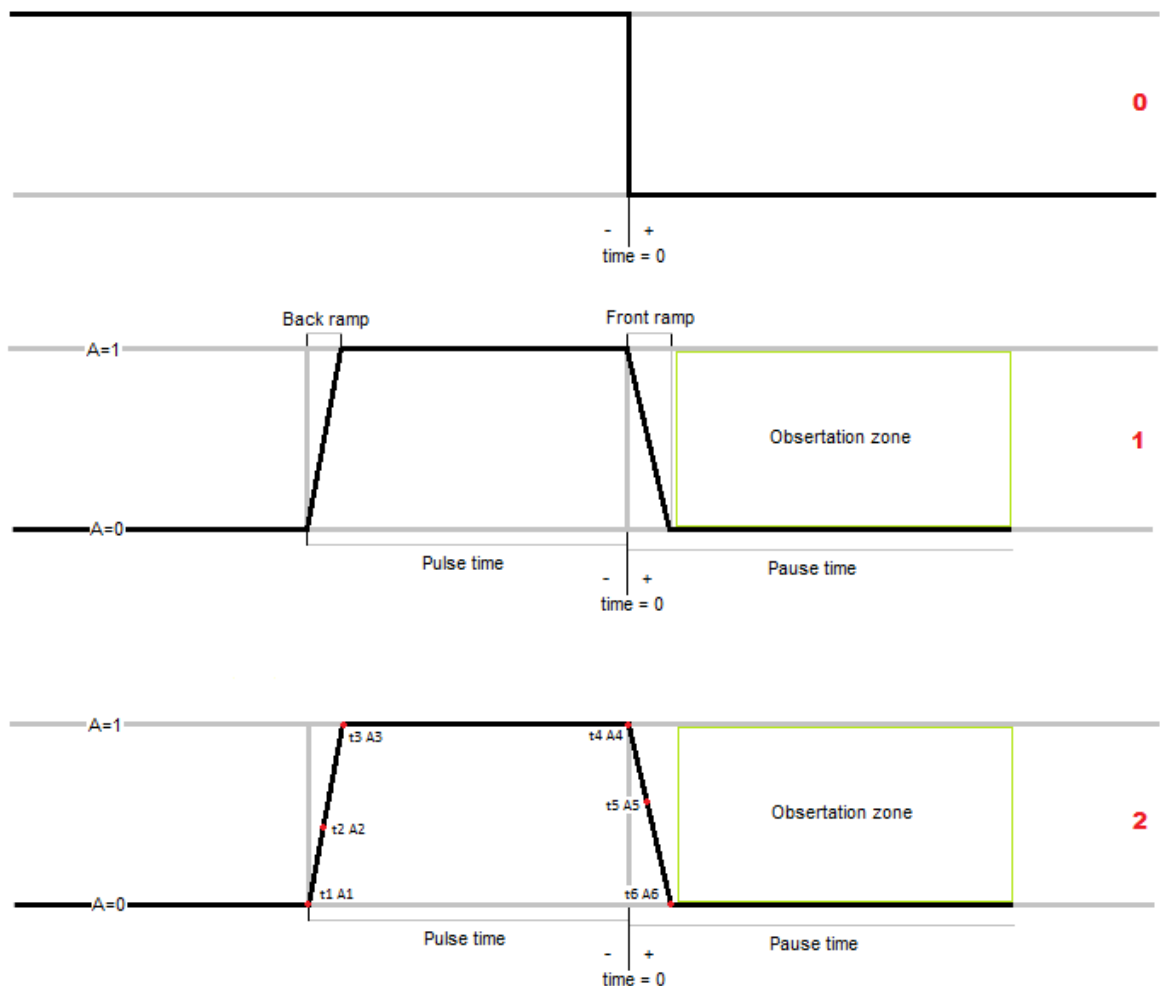 0
- +
time = 0
Back ramp
Front ramp
A=1
Obsertation zone
1
A=0
Pulse time
Pause time
- +
time = 0
A=1
t3 A3
t4 A4
t5 A5
Obsertation zone
2
t2 A2
t1 A1
t6 A6
A=0
Pulse time
Pause time
- +
time = 0